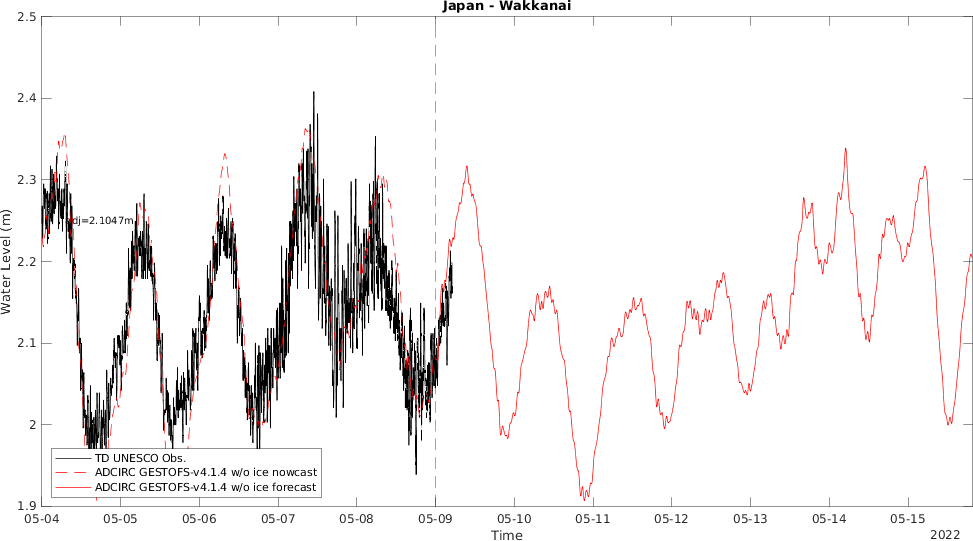 Japan - Wakkanai
2.5
2.4
2.3
2.2
2.1
2
1.9
Water Level (m)
dj=2.1047m
TD UNESCO Obs.
ADCIRC GESTOFS-v4.1.4 w/o ice nowcast
ADCIRC GESTOFS-v4.1.4 w/o ice forecast
05-04 05-05 05-06 05-07 05-08 05-09 05-10 05-11 05-12 05-13 05-14 05-15
Time
2022